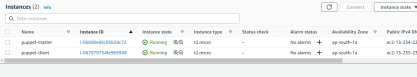 Instances (2) Info
Connect
Instance state
Filter instances
Name Instance ID Instance state Instance type Status check Alarm status Availability Zone Public IPv4 D
puppet-master Running t2.micro – No alarms + ap-south-1a
puppet-client Running t2.micro – No alarms + ap-south-1a